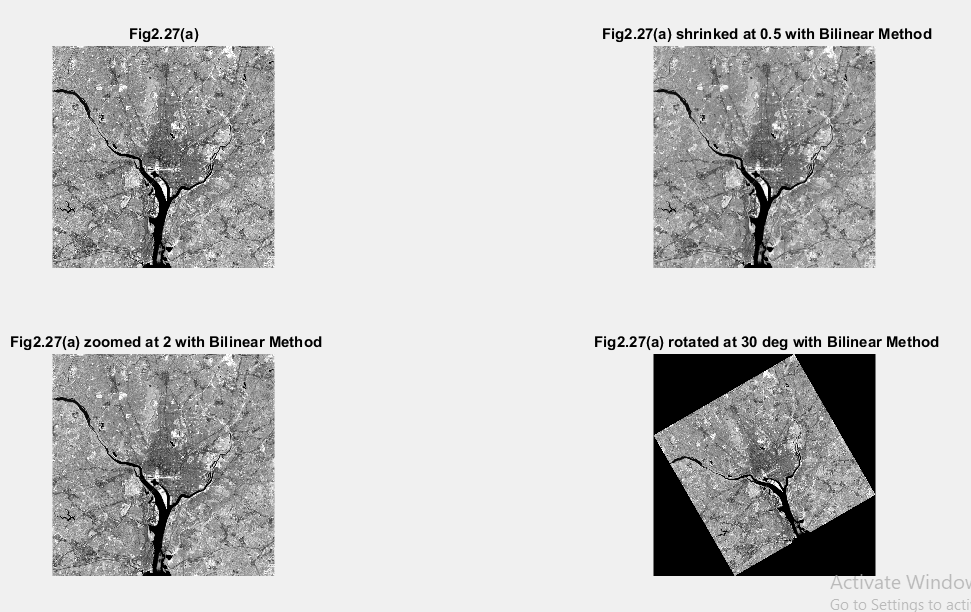 Fig2.27(a)
Fig2.27(a) shrinked at 0.5 with Bilinear Method
Fig2.27(a) zoomed at 2 with Bilinear Method
Fig2.27(a) rotated at 30 deg with Bilinear Method
Activate Window
Go to Settings to acti